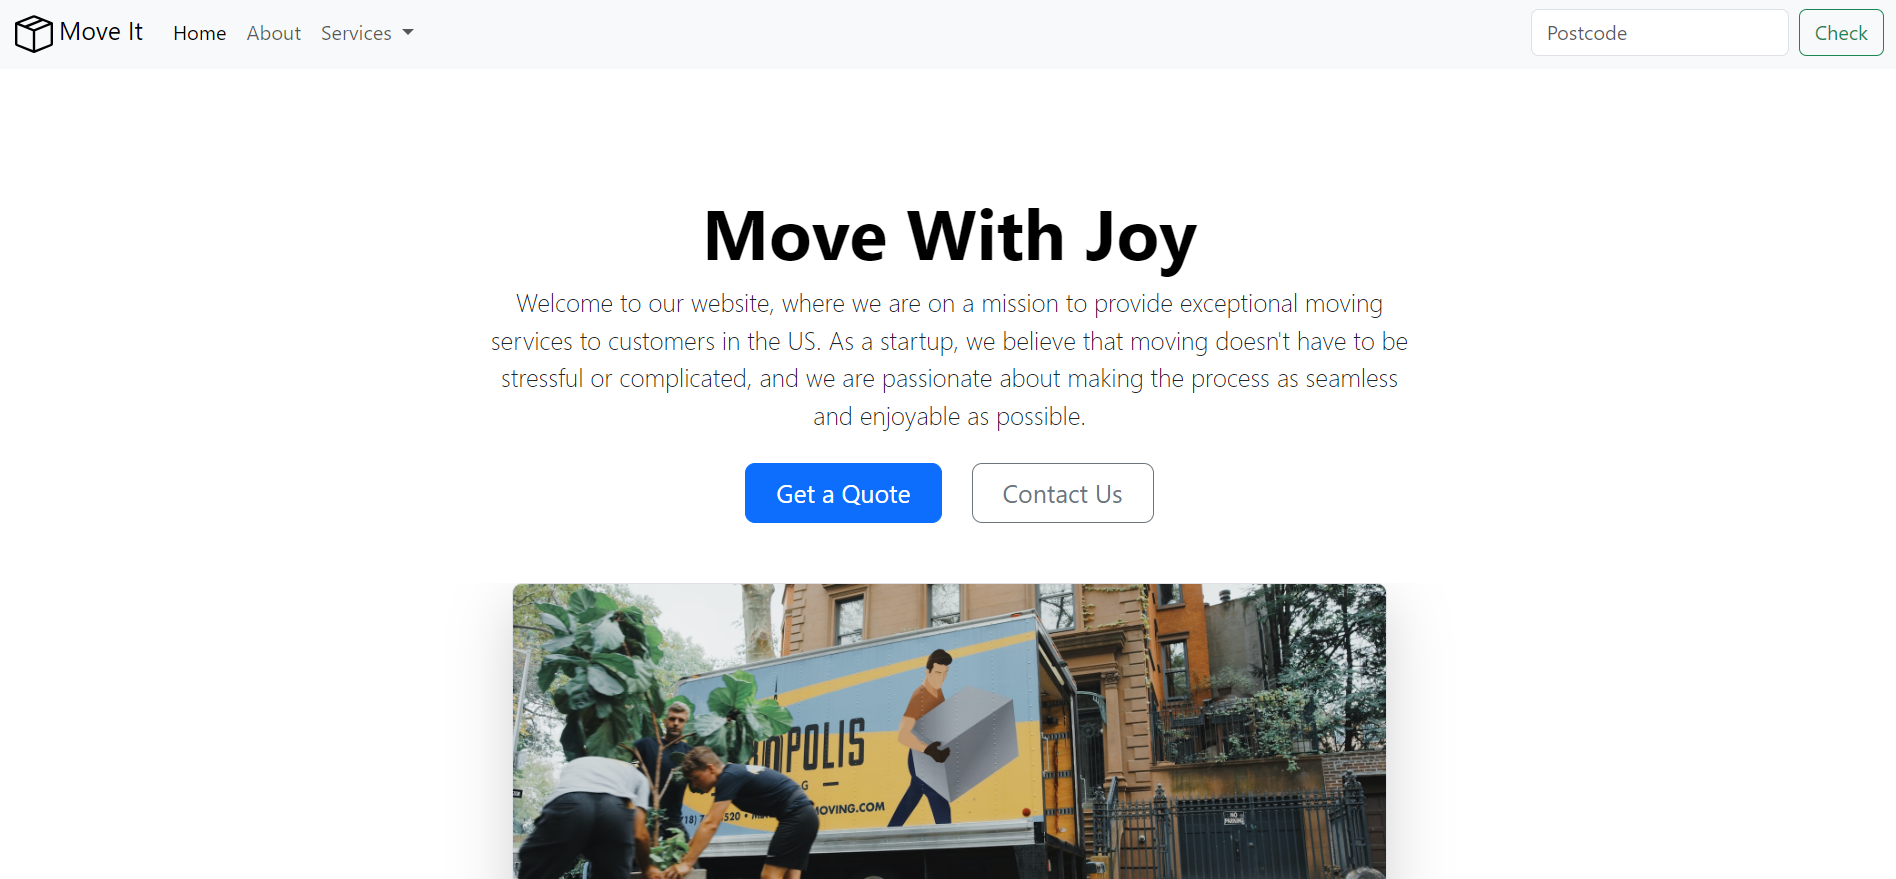 Move It
Home About Services
Postcode
Check
Move With Joy
Welcome to our website, where we are on a mission to provide exceptional moving
services to customers in the US. As a startup, we believe that moving doesn't have to be
stressful or complicated, and we are passionate about making the process as seamless
and enjoyable as possible.
Get a Quote
Contact Us
POLIS
G
520 •
MOVING.COM
NO
PARKING